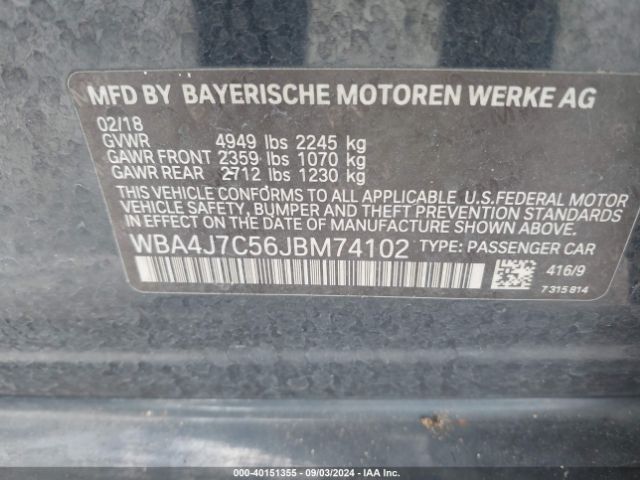 MFD BY BAYERISCHE MOTOREN WERKE AG
02/18
GVWR 4949 lbs 2245 kg
GAWR FRONT 2359 lbs 1070 kg
GAWR REAR 2712 lbs 1230 kg
THIS VEHICLE CONFORMS TO ALL APPLICABLE U.S.FEDERAL MOTOR
VEHICLE SAFETY, BUMPER, AND THEFT PREVENTION STANDARDS
IN EFFECT ON THE DATE OF MANUFACTURE SHOWN ABOVE.
WBA4J7C56JBM74102 TYPE: PASSENGER CAR
416/9
7 315 814
000-40151355 - 09/03/2024 - IAA Inc.